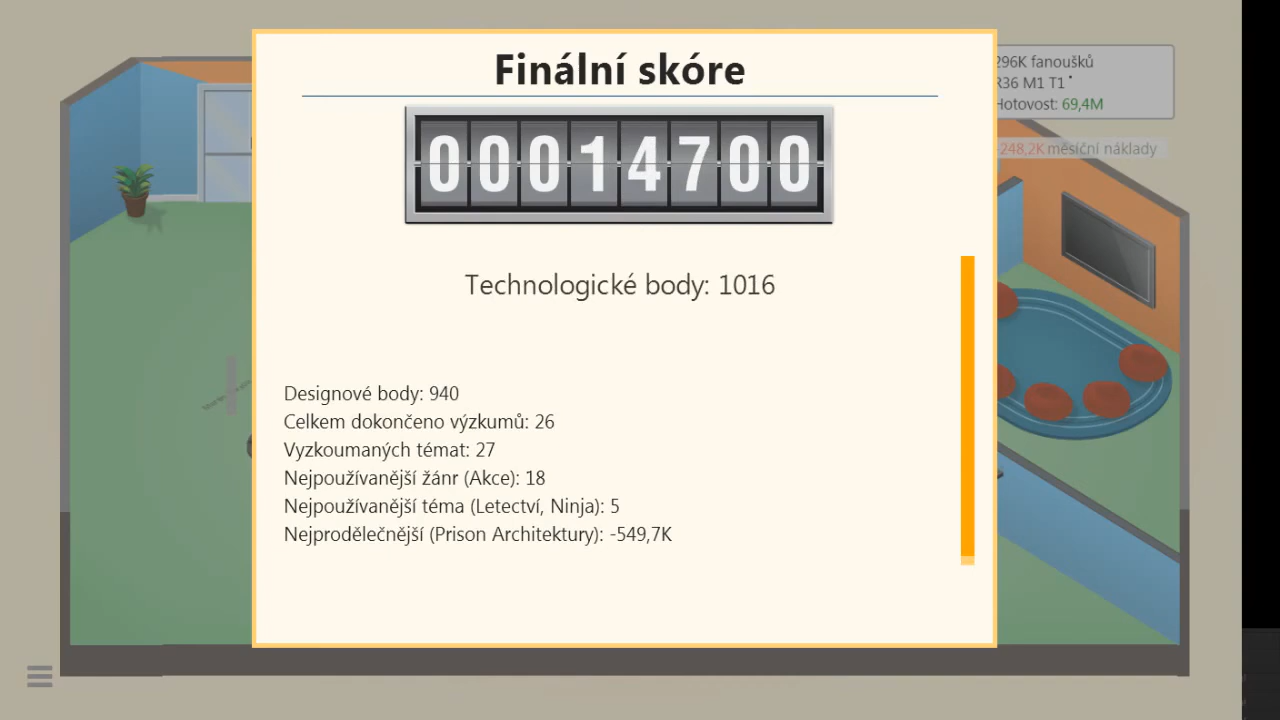 Finální skóre
00014700
Technologické body: 1016
Designové body: 940
Celkem dokončeno výzkumů: 26
Vyzkoumaných témat: 27
Nejpoužívanější žánr (Akce): 18
Nejpoužívanější téma (Letectví, Ninja): 5
Nejprodělečnější (Prison Architektury): -549,7K
296K fanoušků
R36 M1 T1
Hotovost: 69,4M
-248,2K měsíční náklady